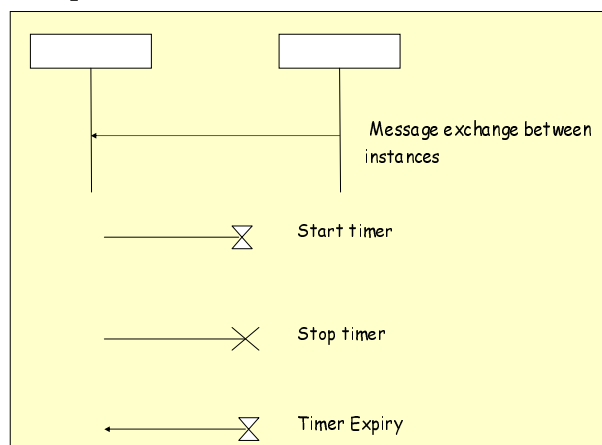 Message exchange between
instances
Start timer
Stop timer
Timer Expiry